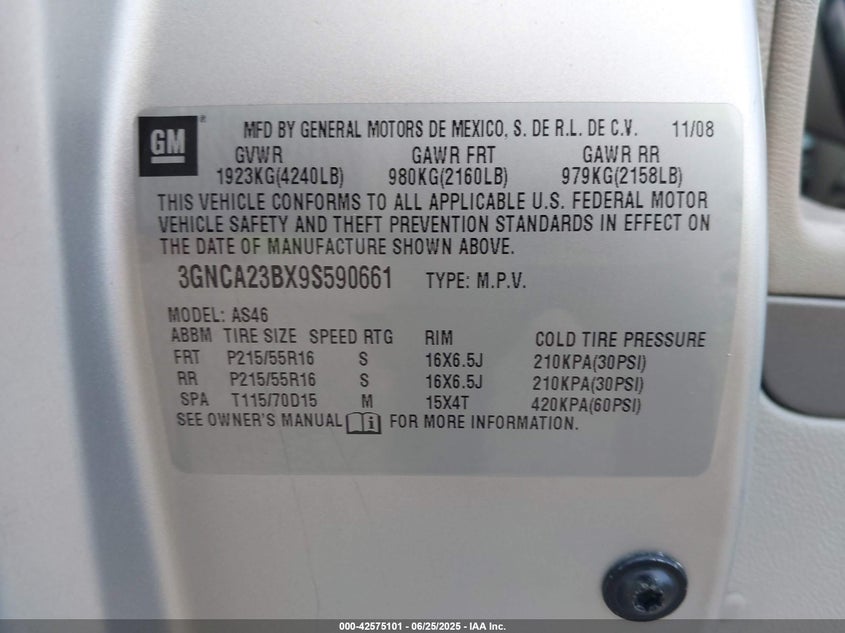 GM ® MFD BY GENERAL MOTORS DE MEXICO, S. DE R.L. DE C.V. 11/08
GVWR GAWR FRT GAWR RR
1923KG(4240LB) 980KG(2160LB) 979KG(2158LB)
THIS VEHICLE CONFORMS TO ALL APPLICABLE U.S. FEDERAL MOTOR
VEHICLE SAFETY AND THEFT PREVENTION STANDARDS IN EFFECT ON
THE DATE OF MANUFACTURE SHOWN ABOVE.
3GNCA23BX9S590661 TYPE: M.P.V.
MODEL: AS46
ABBM TIRE SIZE SPEED RTG RIM COLD TIRE PRESSURE
FRT P215/55R16 S 16X6.5J 210KPA(30PSI)
RR P215/55R16 S 16X6.5J 210KPA(30PSI)
SPA T115/70D15 M 15X4T 420KPA(60PSI)
SEE OWNER'S MANUAL i FOR MORE INFORMATION.
000-42575101 - 06/25/2025 - IAA Inc.